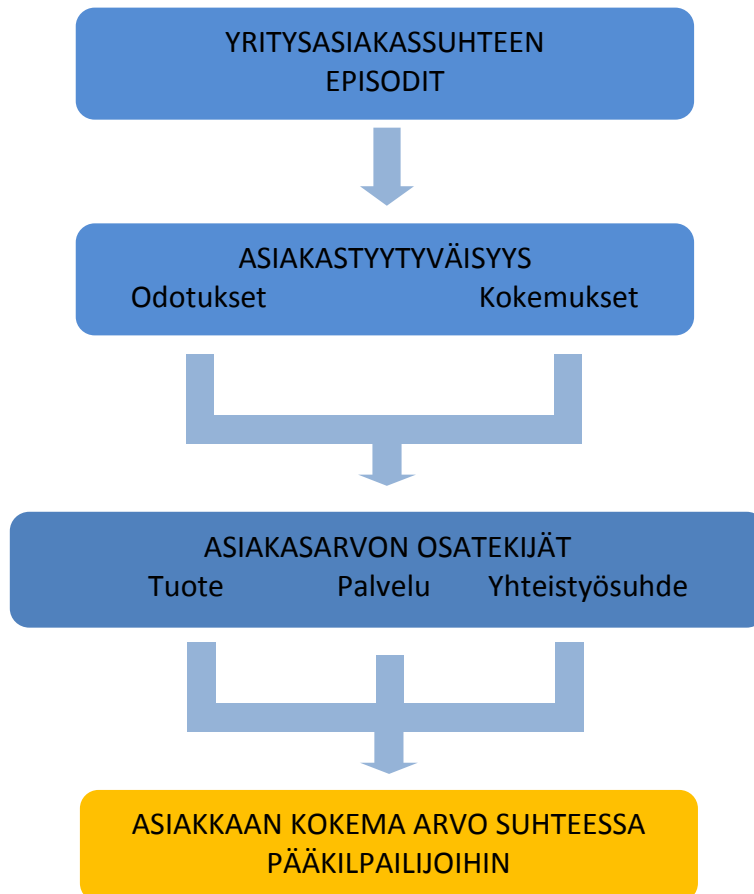 YRITYSASIAKASSUHTEEN
EPISODIT
ASIAKASTYYTYVÄISYYS
Odotukset Kokemukset
ASIAKASARVON OSATEKIJÄT
Tuote Palvelu Yhteistyösuhde
ASIAKKAAN KOKEMA ARVO SUHTEESSA
PÄÄKILPAILIJOIHIN